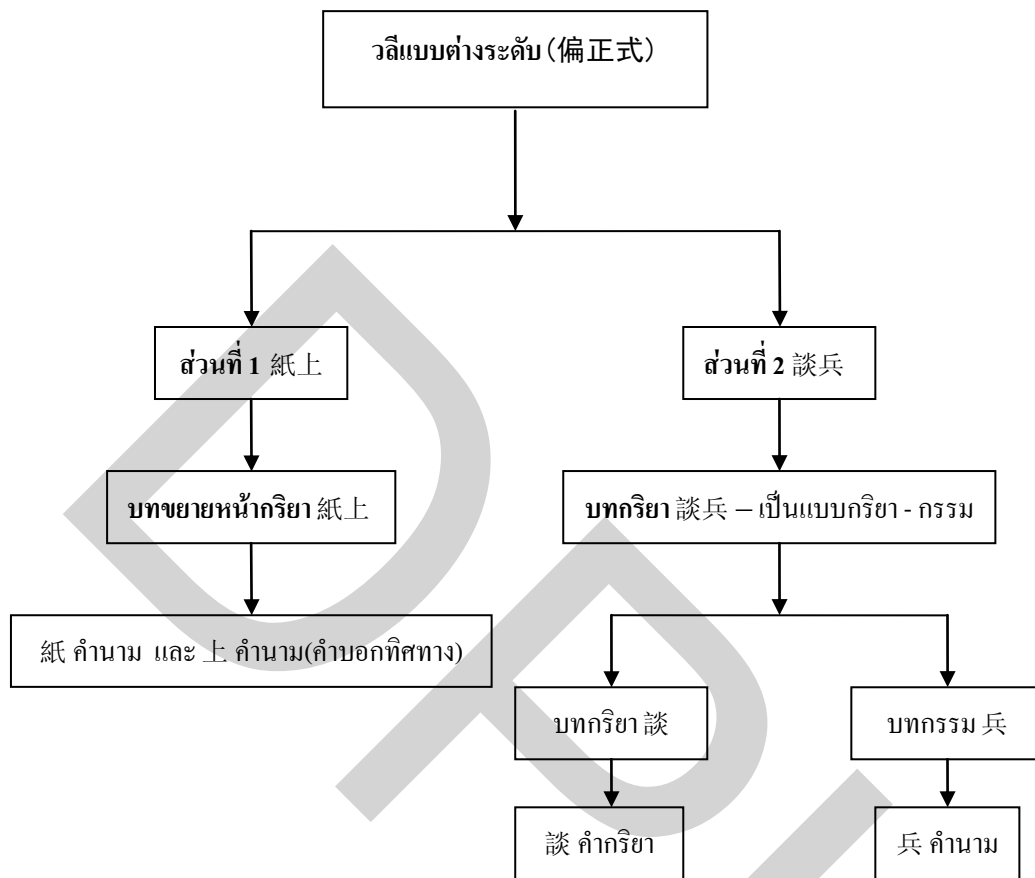 วลีแบบต่างระดับ (偏正式)
ส่วนที่ 1 紙上
ส่วนที่ 2 談兵
บทขยายหน้ากริยา 紙上
บทกริยา 談兵 – เป็นแบบกริยา - กรรม
紙 คำนาม และ 上 คำนาม(คำบอกทิศทาง)
บทกริยา 談
บทกรรม 兵
談 คำกริยา
兵 คำนาม